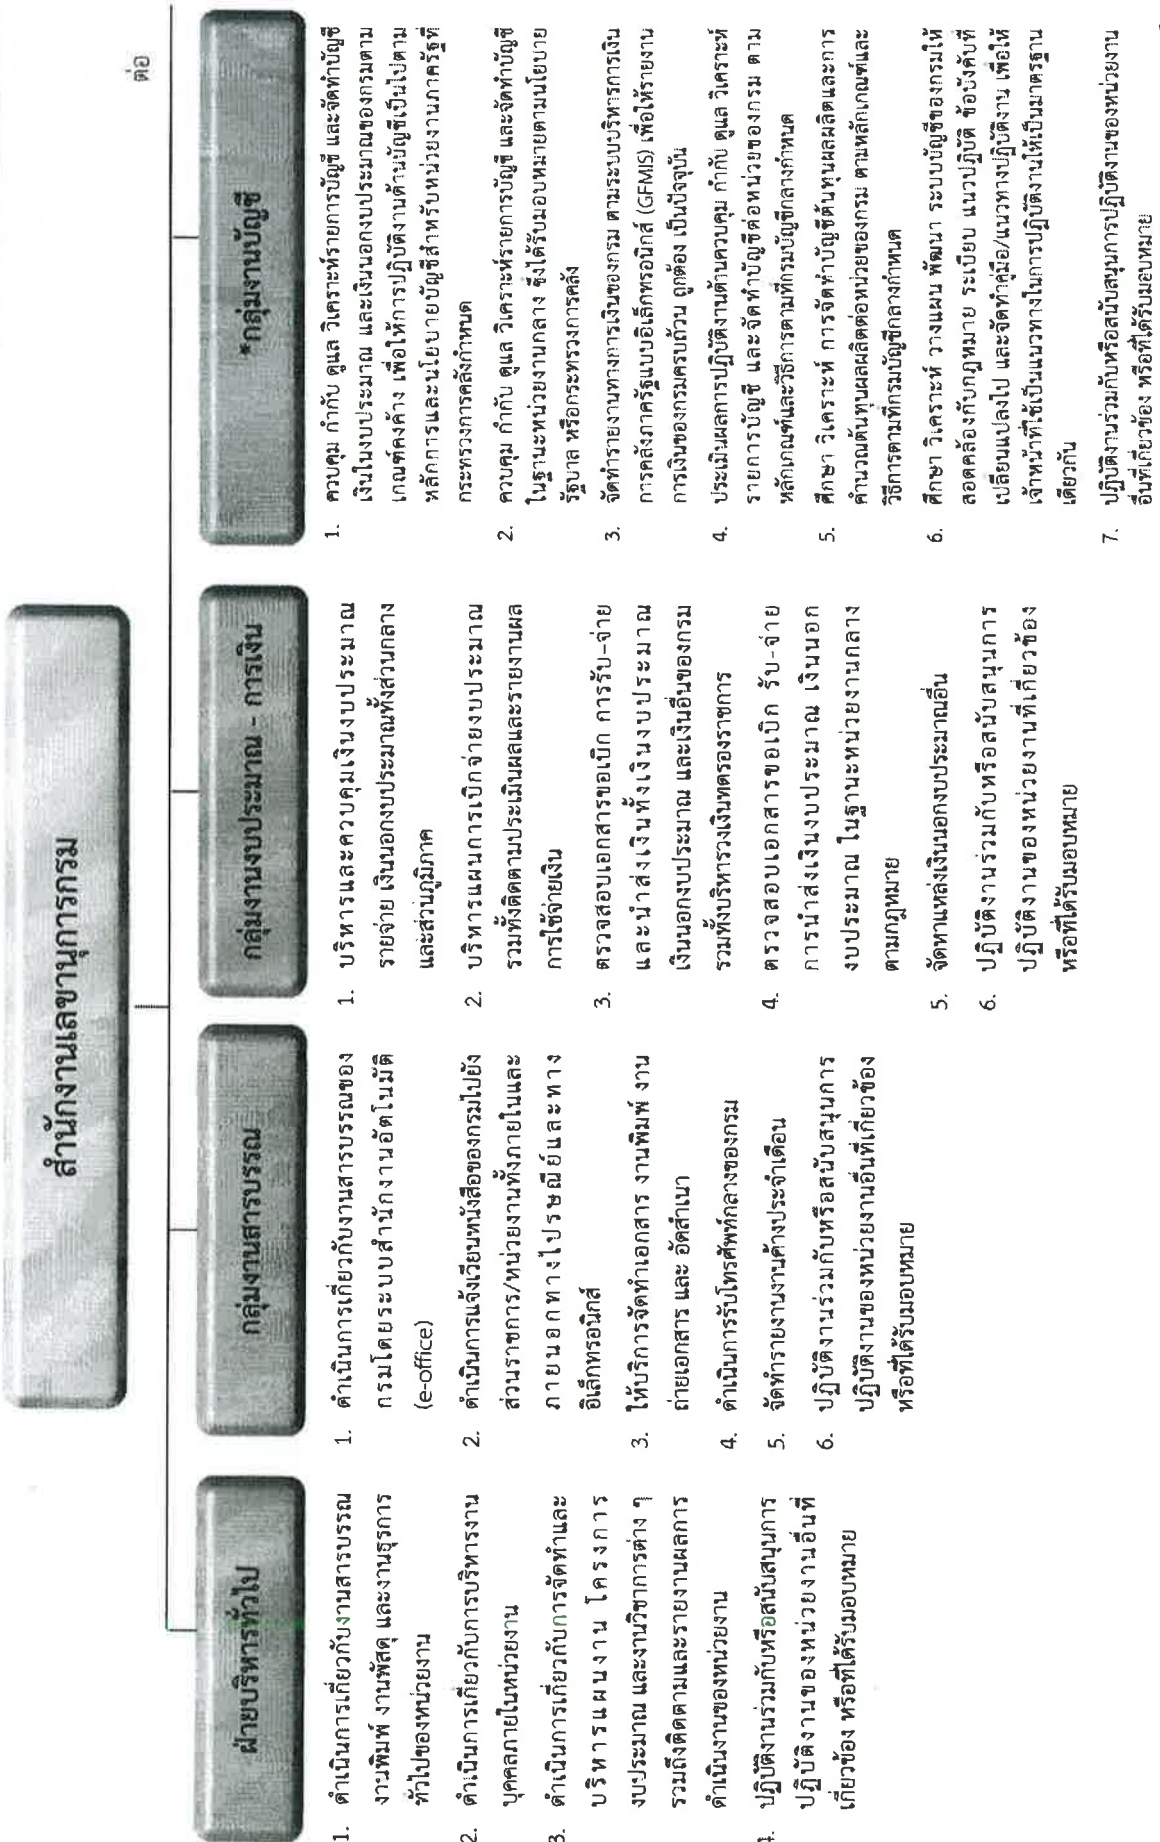 สำนักงานเลขานุการกรม
ต่อ
ฝ่ายบริหารทั่วไป
1. ดำเนินการเกี่ยวกับงานสารบรรณ
งานพิมพ์ งานพัสดุ และงานธุรการ
ทั่วไปของหน่วยงาน
2. ดำเนินการเกี่ยวกับการบริหารงาน
บุคคลภายในหน่วยงาน
3. ดำเนินการเกี่ยวกับการจัดทำและ
บริหารแผนงาน โครงการ
งบประมาณ และงานวิชาการต่าง ๆ
รวมถึงติดตามและรายงานผลการ
ดำเนินงานของหน่วยงาน
4. ปฏิบัติงานร่วมกับหรือสนับสนุนการ
ปฏิบัติงานของหน่วยงานอื่นที่
เกี่ยวข้อง หรือที่ได้รับมอบหมาย
กลุ่มงานสารบรรณ
1. ดำเนินการเกี่ยวกับงานสารบรรณของ
กรมโดยระบบสำนักงานอัตโนมัติ
(e-office)
2. ดำเนินการแจ้งเวียนหนังสือของกรมไปยัง
ส่วนราชการ/หน่วยงานทั้งภายในและ
ภายนอกทางไปรษณีย์และทาง
อิเล็กทรอนิกส์
3. ให้บริการจัดทำเอกสาร งานพิมพ์ งาน
ถ่ายเอกสาร และ อัดสำเนา
4. ดำเนินการรับโทรศัพท์กลางของกรม
5. จัดทำรายงานงานค้างประจำเดือน
6. ปฏิบัติงานร่วมกับหรือสนับสนุนการ
ปฏิบัติงานของหน่วยงานอื่นที่เกี่ยวข้อง
หรือที่ได้รับมอบหมาย
กลุ่มงานงบประมาณ - การเงิน
1. บริหารและควบคุมเงินงบประมาณ
รายจ่าย เงินนอกงบประมาณทั้งส่วนกลาง
และส่วนภูมิภาค
2. บริหารแผนการเบิกจ่ายงบประมาณ
รวมทั้งติดตามประเมินผลและรายงานผล
การใช้จ่ายเงิน
3. ตรวจสอบเอกสารขอเบิก การรับ-จ่าย
และนำส่งเงินทั้งเงินงบประมาณ
เงินนอกงบประมาณ และเงินอื่นของกรม
รวมทั้งบริหารวงเงินทดรองราชการ
4. ตรวจสอบเอกสารขอเบิก รับ-จ่าย
การนำส่งเงินงบประมาณ เงินนอก
งบประมาณ ในฐานะหน่วยงานกลาง
ตามกฎหมาย
5. จัดหาแหล่งเงินนอกงบประมาณอื่น
6. ปฏิบัติงานร่วมกับหรือสนับสนุนการ
ปฏิบัติงานของหน่วยงานที่เกี่ยวข้อง
หรือที่ได้รับมอบหมาย
*กลุ่มงานบัญชี
1. ควบคุม กำกับ ดูแล วิเคราะห์รายการบัญชี และจัดทำบัญชี
เงินในงบประมาณ และเงินนอกงบประมาณของกรมตาม
เกณฑ์คงค้าง เพื่อให้การปฏิบัติงานด้านบัญชีเป็นไปตาม
หลักการและนโยบายบัญชีสำหรับหน่วยงานภาครัฐที่
กระทรวงการคลังกำหนด
2. ควบคุม กำกับ ดูแล วิเคราะห์รายการบัญชี และจัดทำบัญชี
ในฐานะหน่วยงานกลาง ซึ่งได้รับมอบหมายตามนโยบาย
รัฐบาล หรือกระทรวงการคลัง
3. จัดทำรายงานทางการเงินของกรม ตามระบบบริหารการเงิน
การคลังภาครัฐแบบอิเล็กทรอนิกส์ (GFMIS) เพื่อให้รายงาน
การเงินของกรมครบถ้วน ถูกต้อง เป็นปัจจุบัน
4. ประเมินผลการปฏิบัติงานด้านควบคุม กำกับ ดูแล วิเคราะห์
รายการบัญชี และจัดทำบัญชีต่อหน่วยของกรม ตาม
หลักเกณฑ์และวิธีการตามที่กรมบัญชีกลางกำหนด
5. ศึกษา วิเคราะห์ การจัดทำบัญชีต้นทุนผลผลิตและการ
คำนวณต้นทุนผลผลิตต่อหน่วยของกรม ตามหลักเกณฑ์และ
วิธีการตามที่กรมบัญชีกลางกำหนด
6. ศึกษา วิเคราะห์ วางแผน พัฒนา ระบบบัญชีของกรมให้
สอดคล้องกับกฎหมาย ระเบียบ แนวปฏิบัติ ข้อบังคับที่
เปลี่ยนแปลงไป และจัดทำคู่มือ/แนวทางปฏิบัติงาน เพื่อให้
เจ้าหน้าที่ใช้เป็นแนวทางในการปฏิบัติงานให้เป็นมาตรฐาน
เดียวกัน
7. ปฏิบัติงานร่วมกับหรือสนับสนุนการปฏิบัติงานของหน่วยงาน
อื่นที่เกี่ยวข้อง หรือที่ได้รับมอบหมาย